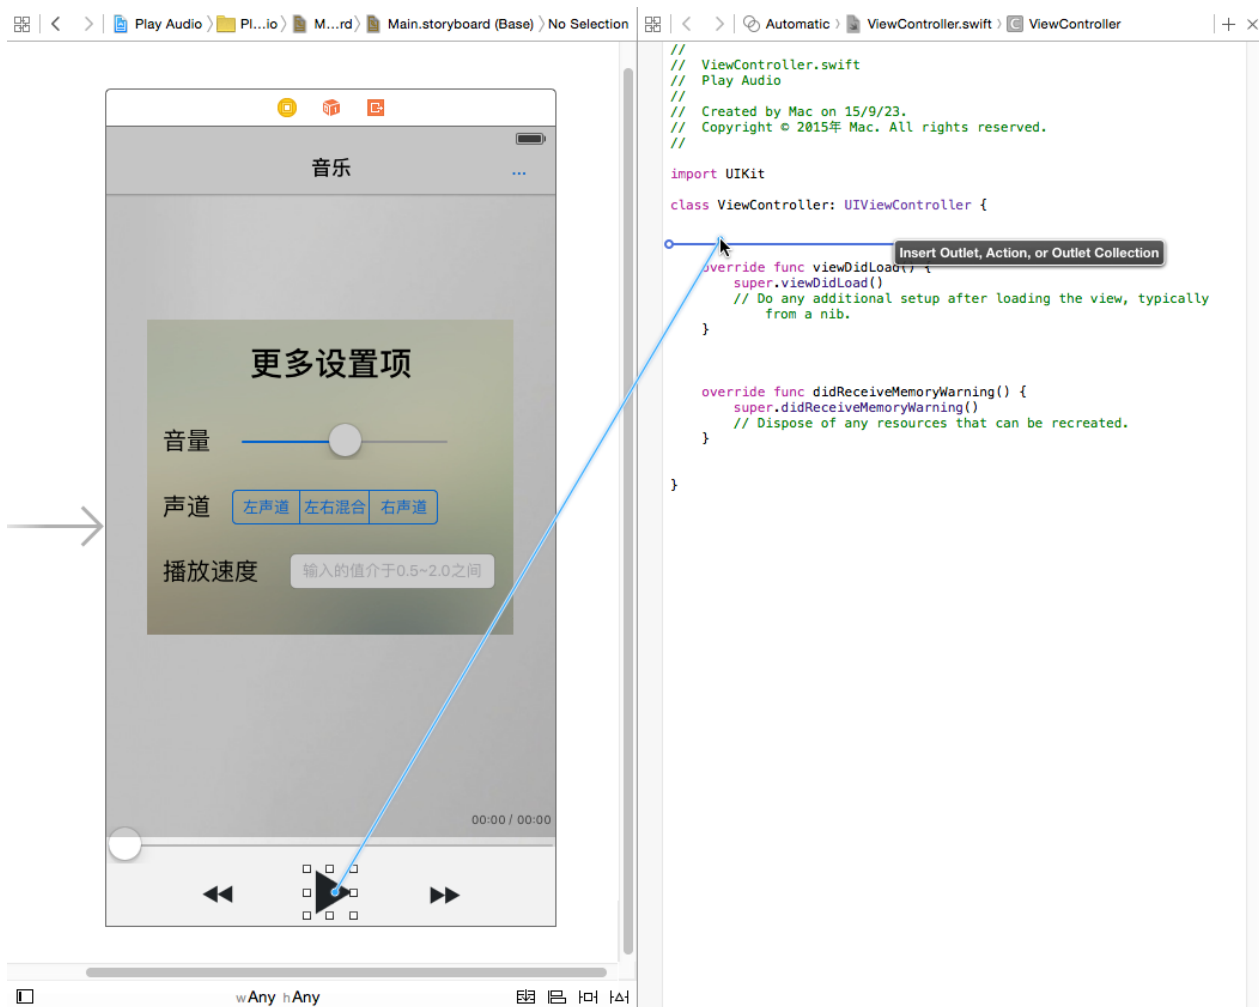 Play Audio Pl...io M...rd Main.storyboard (Base) No Selection
Automatic ViewController.swift C ViewController
音乐
...
更多设置项
音量
声道 左声道 左右混合 右声道
播放速度 输入的值介于0.5~2.0之间
00:00 / 00:00
wAny hAny
//
// ViewController.swift
// Play Audio
//
// Created by Mac on 15/9/23.
// Copyright © 2015年 Mac. All rights reserved.
//
import UIKit
class ViewController: UIViewController {
Insert Outlet, Action, or Outlet Collection
override func viewDidLoad() {
super.viewDidLoad()
// Do any additional setup after loading the view, typically
from a nib.
}
override func didReceiveMemoryWarning() {
super.didReceiveMemoryWarning()
// Dispose of any resources that can be recreated.
}
}